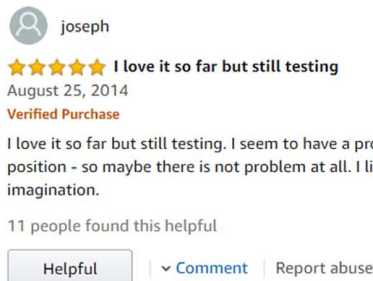 joseph
I love it so far but still testing
August 25, 2014
Verified Purchase
I love it so far but still testing. I seem to have a
position - so maybe there is not problem at all. I
imagination.
11 people found this helpful
Helpful
Comment
Report abuse